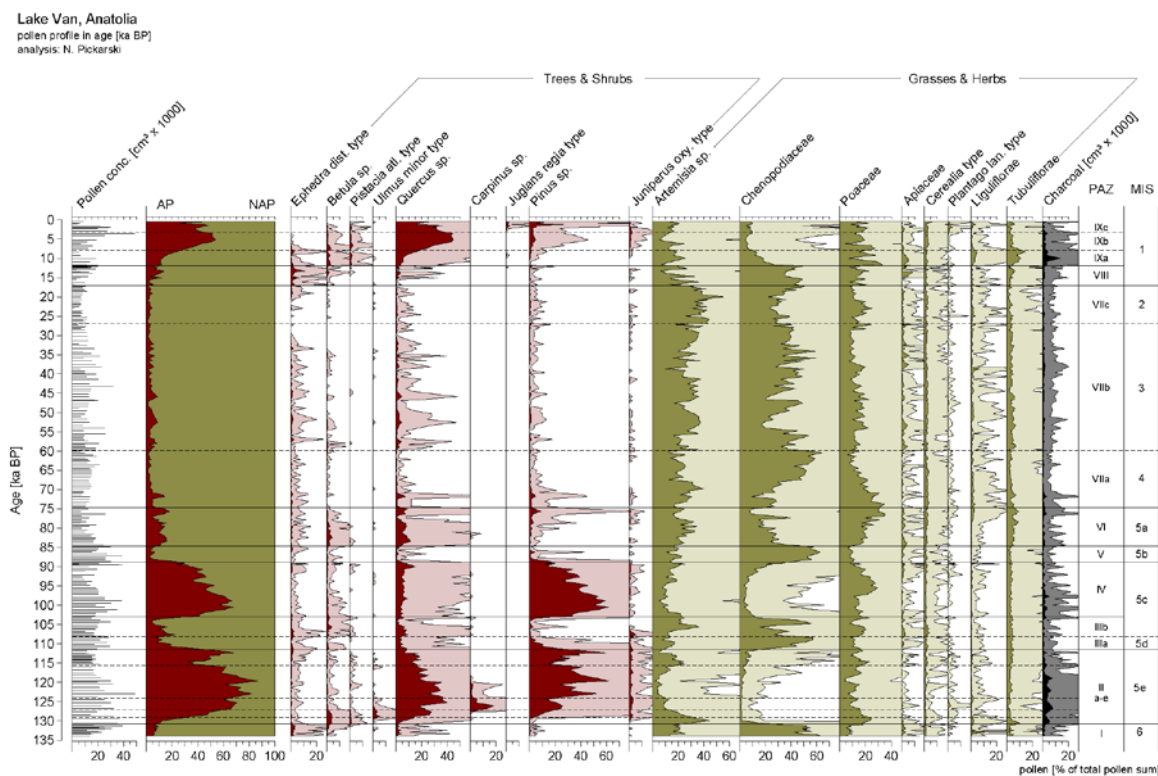 Lake Van, Anatolia
pollen profile in age [ka BP]
analysis: N. Pickarski
Trees & Shrubs
Grasses & Herbs
Pollen conc. [cm³ x 1000]
AP
NAP
Ephedra dist. type
Betula sp.
Pistacia atl. type
Ulmus minor type
Quercus sp.
Carpinus sp.
Juglans regia type
Pinus sp.
Juniperus oxy. type
Artemisia sp.
Chenopodiaceae
Poaceae
Apiaceae
Cerealia type
Plantago lan. type
Liguliflorae
Tubuliflorae
Charcoal [cm³ x 1000]
PAZ
MIS
Age [ka BP]
0
5
10
15
20
25
30
35
40
45
50
55
60
65
70
75
80
85
90
95
100
105
110
115
120
125
130
135
IXc
IXb
IXa
VIII
VIIc
VIIb
VIIa
VI
V
IV
IIIb
IIIa
II
a-e
I
1
2
3
4
5a
5b
5c
5d
5e
6
20 40 60 80 100
20
20
20 40
20
20
20 40 60
20
20 40 60
20 40 60
20 40
20
20
20
20
20
20
pollen [% of total pollen sum]